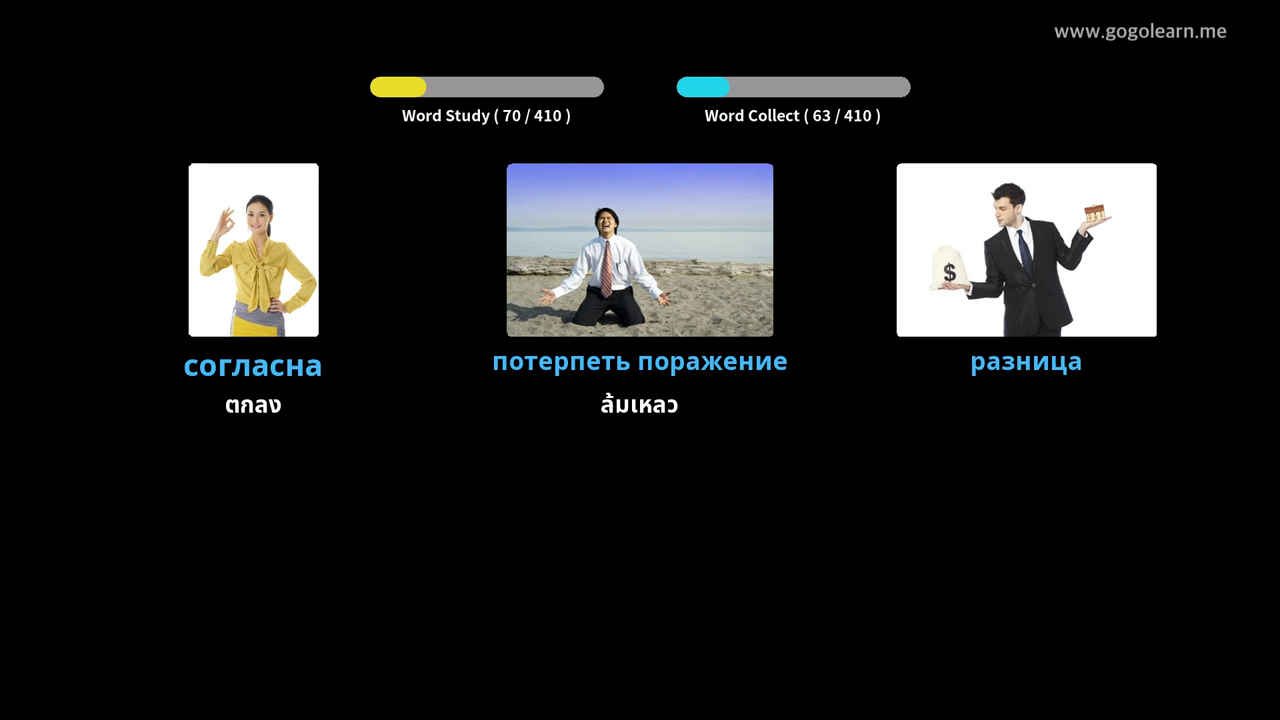 www.gogolearn.me
Word Study ( 70 / 410 )
Word Collect ( 63 / 410 )
согласна
потерпеть поражение
разница
ตกลง
ล้มเหลว
$